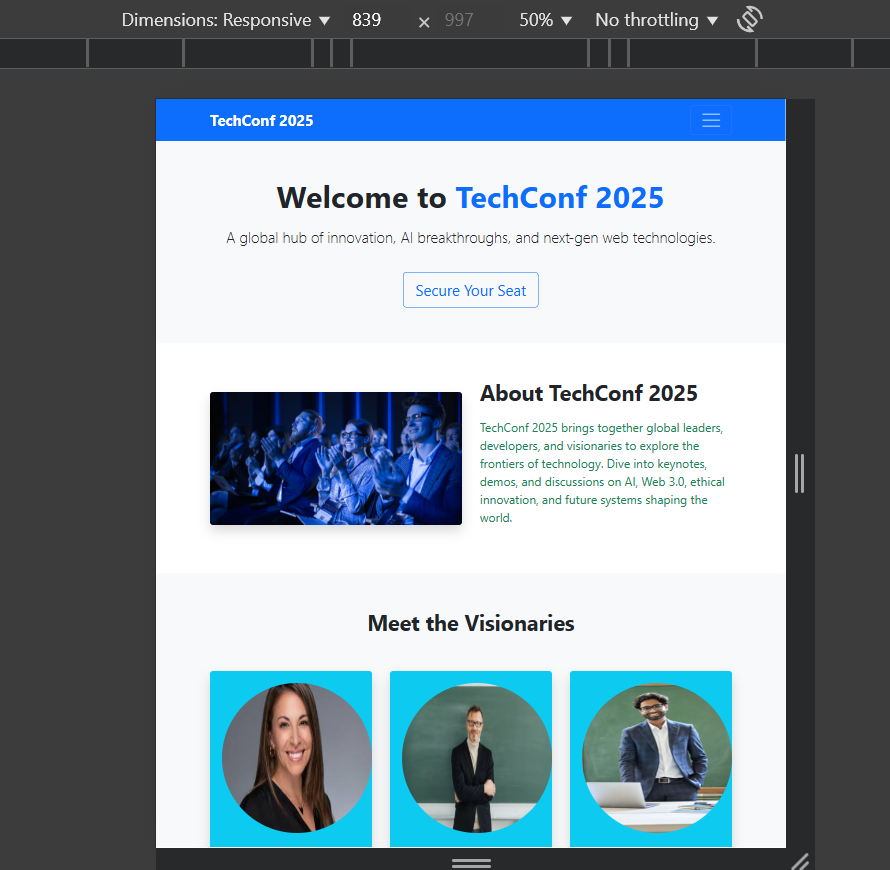 Dimensions: Responsive ▼ 839 × 997 50% ▼ No throttling ▼
TechConf 2025
Welcome to TechConf 2025
A global hub of innovation, AI breakthroughs, and next-gen web technologies.
Secure Your Seat
About TechConf 2025
TechConf 2025 brings together global leaders,
developers, and visionaries to explore the
frontiers of technology. Dive into keynotes,
demos, and discussions on AI, Web 3.0, ethical
innovation, and future systems shaping the
world.
Meet the Visionaries